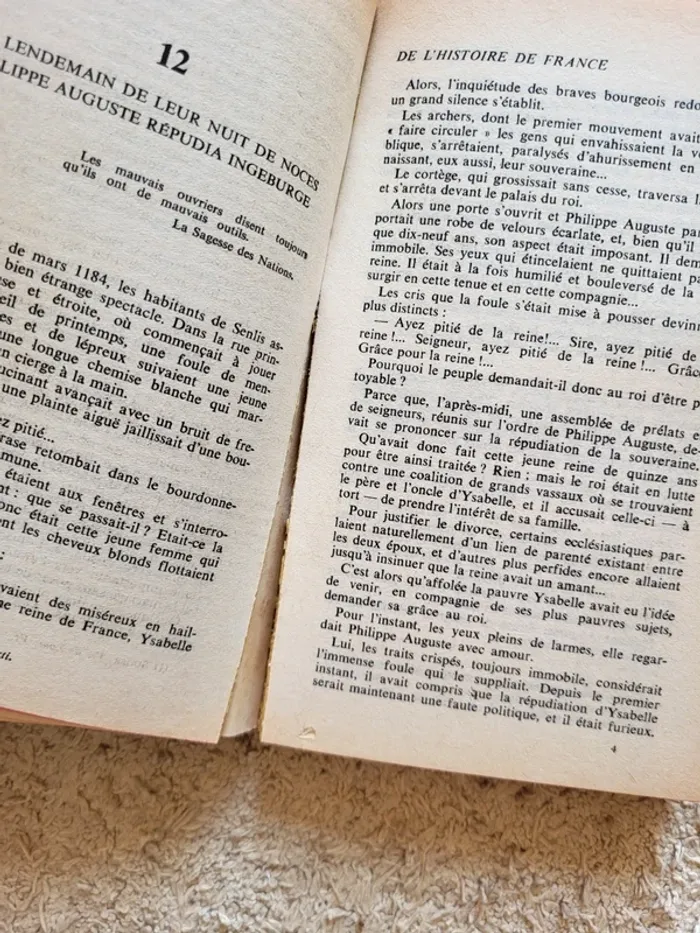 12
LENDEMAIN DE LEUR NUIT DE NOCES
LIPPE AUGUSTE RÉPUDIA INGEBURGE
Les mauvais ouvriers disent toujours
qu'ils ont de mauvais outils.
La Sagesse des Nations.
de mars 1184, les habitants de Senlis as-
bien étrange spectacle. Dans la rue prin-
se et étroite, où commençait à jouer
eil de printemps, une foule de men-
es et de lépreux suivaient une jeune
une longue chemise blanche qui mar-
n cierge à la main.
ucinant avançait avec un bruit de fre-
une plainte aiguë jaillissait d'une bou-
ez pitié...
rase retombait dans le bourdonne-
mune.
étaient aux fenêtres et s'interro-
nt : que se passait-il ? Etait-ce la
onc était cette jeune femme qui
ent les cheveux blonds flottaient
:
vaient des miséreux en hail-
ne reine de France, Ysabelle
ti.
DE L'HISTOIRE DE FRANCE
Alors, l'inquiétude des braves bourgeois redo
un grand silence s'établit.
Les archers, dont le premier mouvement avait
« faire circuler » les gens qui envahissaient la v
blique, s'arrêtaient, paralysés d'ahurissement en
naissant, eux aussi, leur souveraine...
Le cortège, qui grossissait sans cesse, traversa l
et s'arrêta devant le palais du roi.
Alors une porte s'ouvrit et Philippe Auguste par
portait une robe de velours écarlate, et, bien qu'il
que dix-neuf ans, son aspect était imposant. Il dem
immobile. Ses yeux qui étincelaient ne quittaient pa
reine. Il était à la fois humilié et bouleversé de la
surgir en cette tenue et en cette compagnie...
Les cris que la foule s'était mise à pousser devin
plus distincts :
— Ayez pitié de la reine!... Sire, ayez pitié de
reine!... Seigneur, ayez pitié de la reine!... Grâc
Grâce pour la reine!...
Pourquoi le peuple demandait-il donc au roi d'être p
toyable ?
Parce que, l'après-midi, une assemblée de prélats e
de seigneurs, réunis sur l'ordre de Philippe Auguste, de-
vait se prononcer sur la répudiation de la souveraine.
Qu'avait donc fait cette jeune reine de quinze ans
pour être ainsi traitée ? Rien ; mais le roi était en lutte
contre une coalition de grands vassaux où se trouvaient
le père et l'oncle d'Ysabelle, et il accusait celle-ci — à
tort — de prendre l'intérêt de sa famille.
Pour justifier le divorce, certains ecclésiastiques par-
laient naturellement d'un lien de parenté existant entre
les deux époux, et d'autres plus perfides encore allaient
jusqu'à insinuer que la reine avait un amant...
C'est alors qu'affolée la pauvre Ysabelle avait eu l'idée
de venir, en compagnie de ses plus pauvres sujets,
demander sa grâce au roi.
Pour l'instant, les yeux pleins de larmes, elle regar-
dait Philippe Auguste avec amour.
Lui, les traits crispés, toujours immobile, considérait
l'immense foule qui le suppliait. Depuis le premier
instant, il avait compris que la répudiation d'Ysabelle
serait maintenant une faute politique, et il était furieux.
4